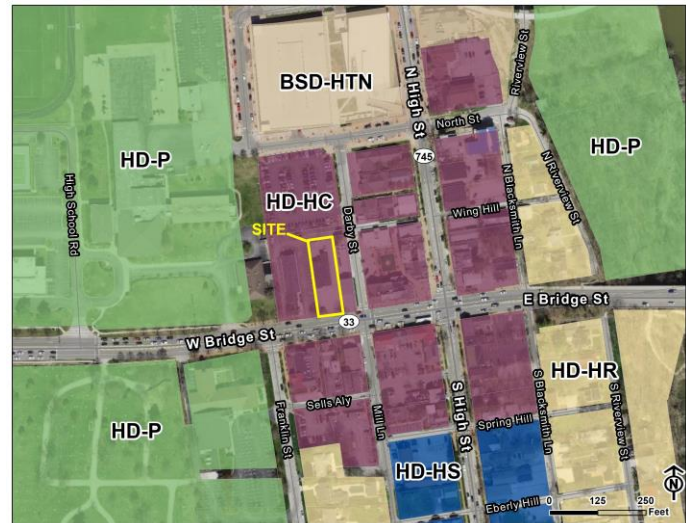 BSD-HTN
N High St
Riverview St
North St
HD-P
745
HD-P
N Riverview St
N Blacksmith Ln
High School Rd
HD-HC
Darby St
Wing Hill
SITE
E Bridge St
33
W Bridge St
HD-HR
S Blacksmith Ln
S Riverview St
Sells Aly
Franklin St
Mill Ln
S High St
HD-P
Spring Hill
HD-HS
Eberly Hill
N
0 125 250
Feet